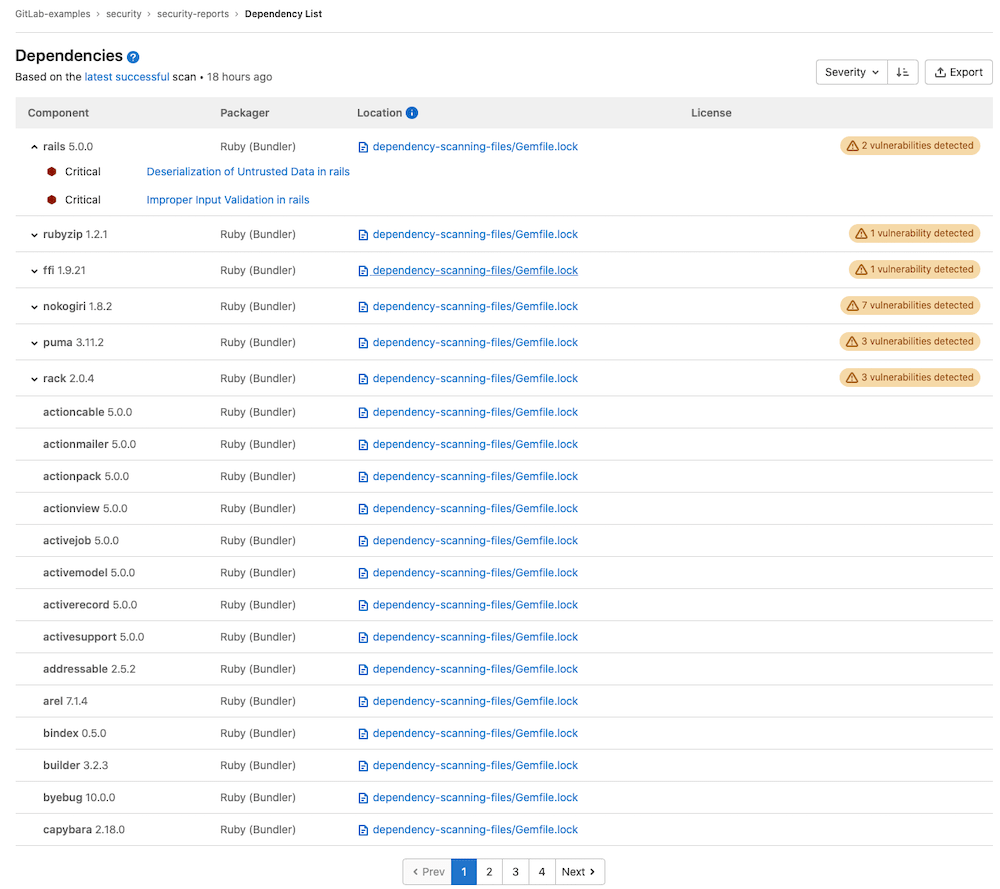 GitLab-examples › security › security-reports › Dependency List
Dependencies ?
Based on the latest successful scan • 18 hours ago
Severity
Export
Component Packager Location i License
rails 5.0.0 Ruby (Bundler) dependency-scanning-files/Gemfile.lock 2 vulnerabilities detected
Critical Deserialization of Untrusted Data in rails
Critical Improper Input Validation in rails
rubyzip 1.2.1 Ruby (Bundler) dependency-scanning-files/Gemfile.lock 1 vulnerability detected
ffi 1.9.21 Ruby (Bundler) dependency-scanning-files/Gemfile.lock 1 vulnerability detected
nokogiri 1.8.2 Ruby (Bundler) dependency-scanning-files/Gemfile.lock 7 vulnerabilities detected
puma 3.11.2 Ruby (Bundler) dependency-scanning-files/Gemfile.lock 3 vulnerabilities detected
rack 2.0.4 Ruby (Bundler) dependency-scanning-files/Gemfile.lock 3 vulnerabilities detected
actioncable 5.0.0 Ruby (Bundler) dependency-scanning-files/Gemfile.lock
actionmailer 5.0.0 Ruby (Bundler) dependency-scanning-files/Gemfile.lock
actionpack 5.0.0 Ruby (Bundler) dependency-scanning-files/Gemfile.lock
actionview 5.0.0 Ruby (Bundler) dependency-scanning-files/Gemfile.lock
activejob 5.0.0 Ruby (Bundler) dependency-scanning-files/Gemfile.lock
activemodel 5.0.0 Ruby (Bundler) dependency-scanning-files/Gemfile.lock
activerecord 5.0.0 Ruby (Bundler) dependency-scanning-files/Gemfile.lock
activesupport 5.0.0 Ruby (Bundler) dependency-scanning-files/Gemfile.lock
addressable 2.5.2 Ruby (Bundler) dependency-scanning-files/Gemfile.lock
arel 7.1.4 Ruby (Bundler) dependency-scanning-files/Gemfile.lock
bindex 0.5.0 Ruby (Bundler) dependency-scanning-files/Gemfile.lock
builder 3.2.3 Ruby (Bundler) dependency-scanning-files/Gemfile.lock
byebug 10.0.0 Ruby (Bundler) dependency-scanning-files/Gemfile.lock
capybara 2.18.0 Ruby (Bundler) dependency-scanning-files/Gemfile.lock
‹ Prev 1 2 3 4 Next ›